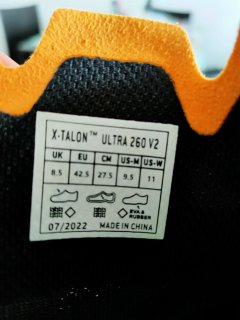 X-TALON™ ULTRA 260 V2
UK EU CM US-M US-W
8.5 42.5 27.5 9.5 11
EVA & RUBBER
07/2022 MADE IN CHINA